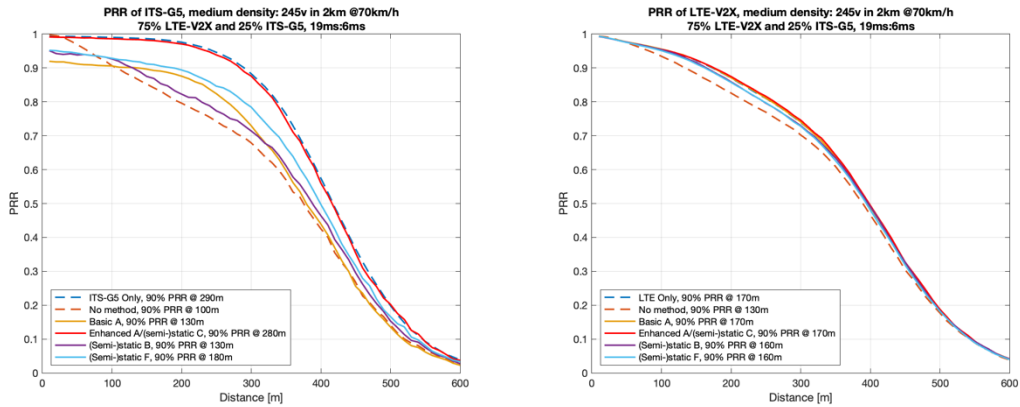 PRR of ITS-G5, medium density: 245v in 2km @70km/h
75% LTE-V2X and 25% ITS-G5, 19ms:6ms
1
0.9
0.8
0.7
0.6
0.5
0.4
0.3
0.2
0.1
0
PRR
ITS-G5 Only, 90% PRR @ 290m
No method, 90% PRR @ 100m
Basic A, 90% PRR @ 130m
Enhanced A/(semi-)static C, 90% PRR @ 280m
(Semi-)static B, 90% PRR @ 130m
(Semi-)static F, 90% PRR @ 180m
0 100 200 300 400 500 600
Distance [m]
PRR of LTE-V2X, medium density: 245v in 2km @70km/h
75% LTE-V2X and 25% ITS-G5, 19ms:6ms
1
0.9
0.8
0.7
0.6
0.5
0.4
0.3
0.2
0.1
0
PRR
LTE Only, 90% PRR @ 170m
No method, 90% PRR @ 130m
Basic A, 90% PRR @ 170m
Enhanced A/(semi-)static C, 90% PRR @ 170m
(Semi-)static B, 90% PRR @ 160m
(Semi-)static F, 90% PRR @ 160m
0 100 200 300 400 500 600
Distance [m]